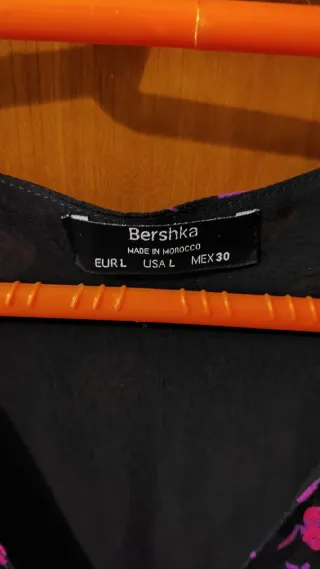 Bershka
MADE IN MOROCCO
EUR L USA L MEX 30